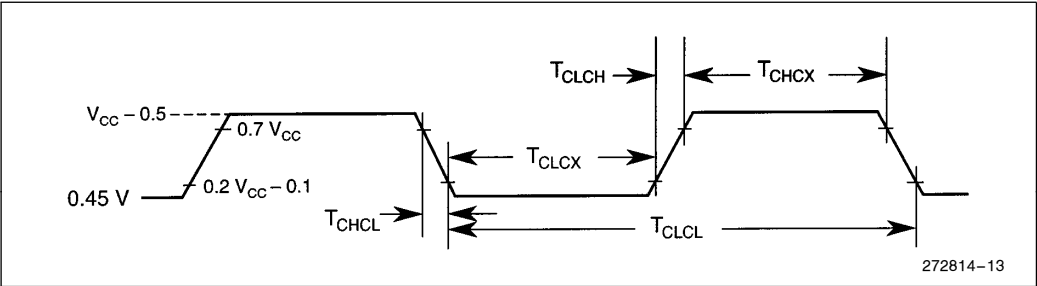 T_CLCH
T_CHCX
V_CC – 0.5
0.7 V_CC
T_CLCX
0.2 V_CC – 0.1
0.45 V
T_CHCL
T_CLCL
272814–13